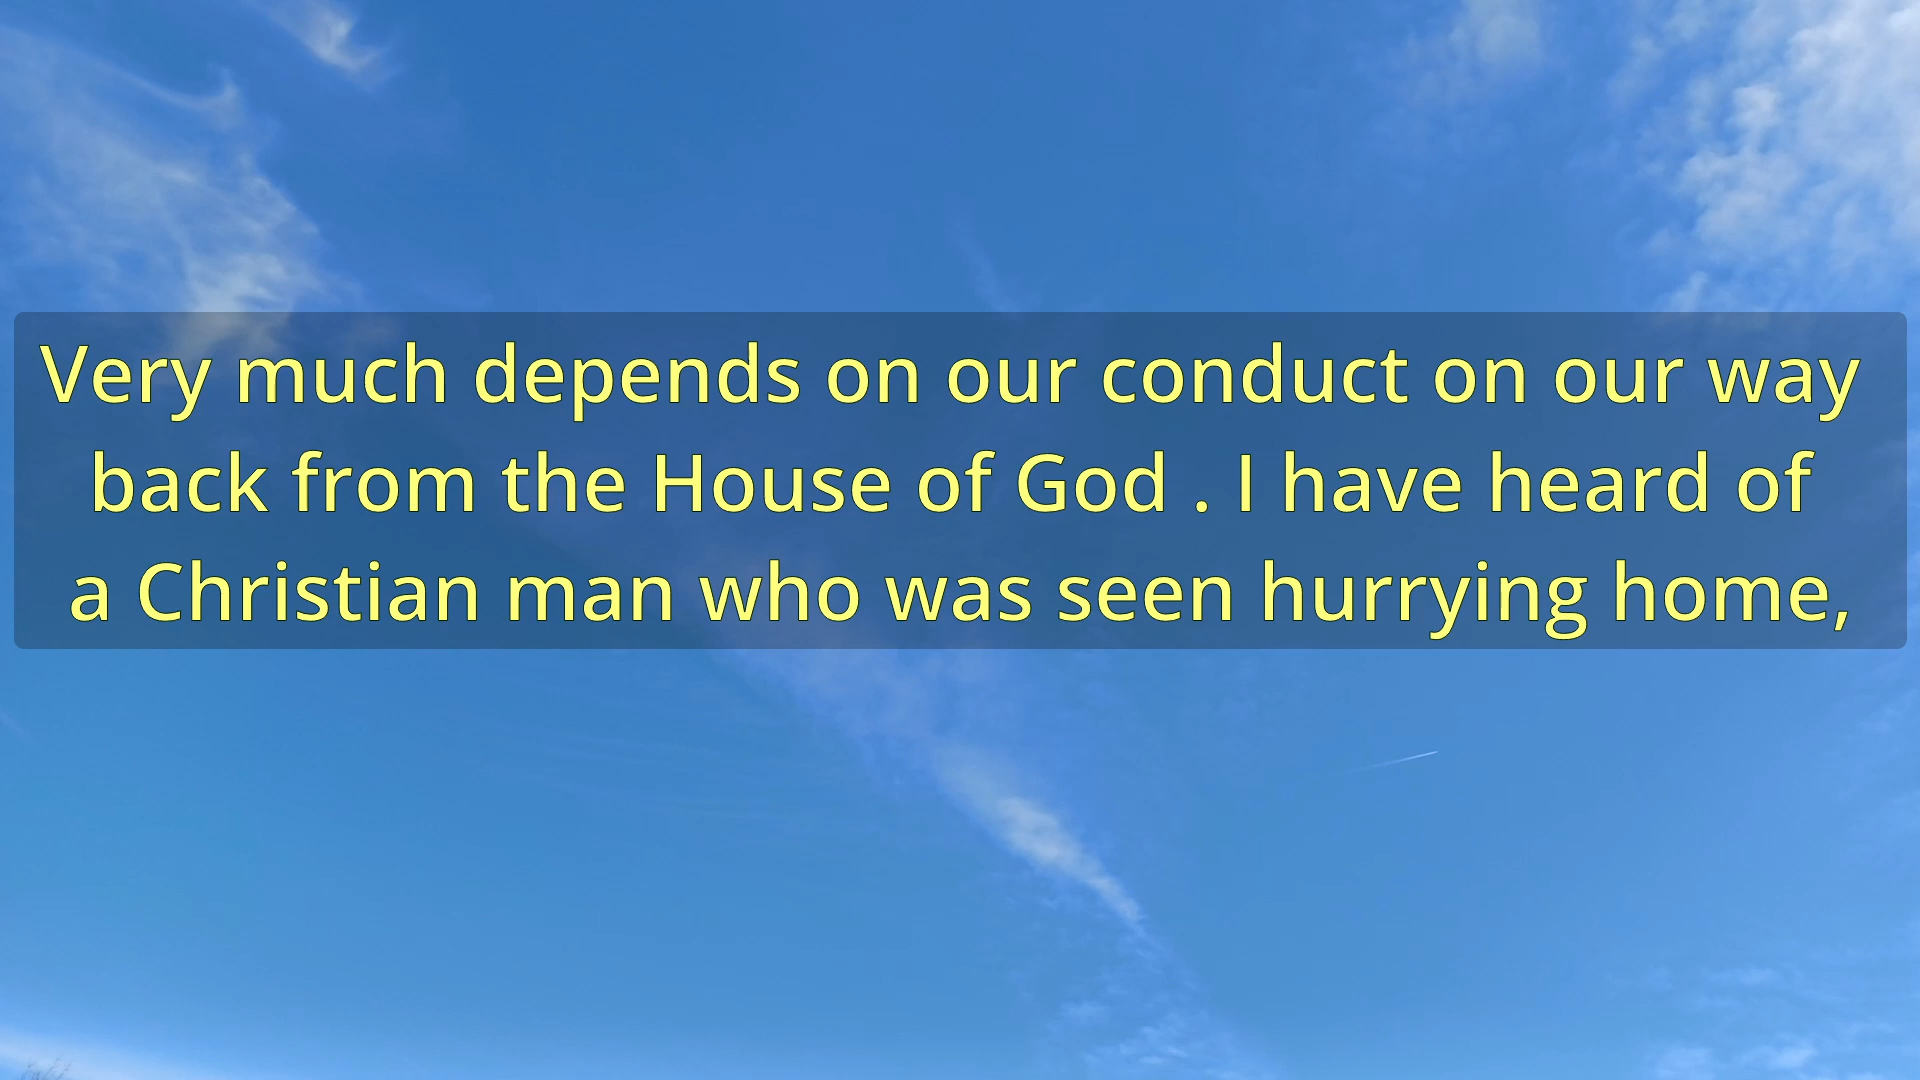 Very much depends on our conduct on our way
back from the House of God . I have heard of
a Christian man who was seen hurrying home,